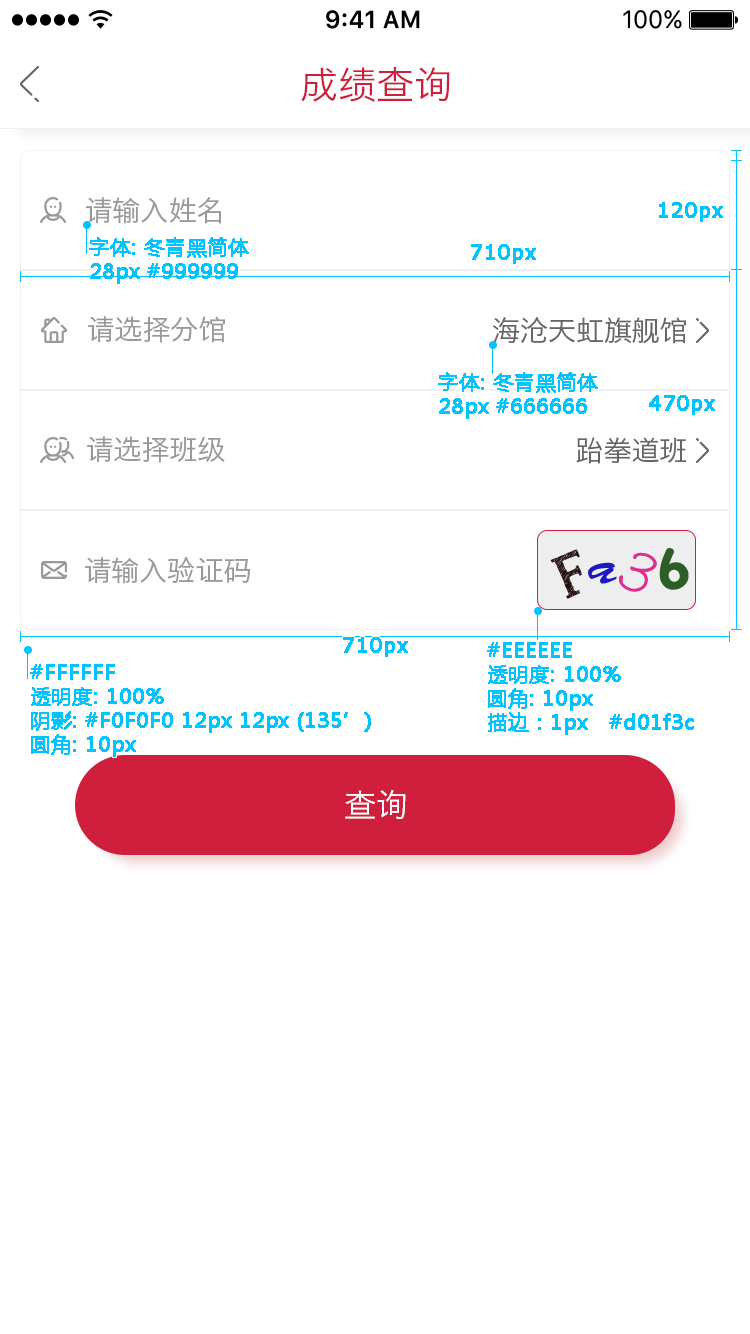 9:41 AM 100%
成绩查询
请输入姓名 120px
字体: 冬青黑简体 710px
28px #999999
请选择分馆 海沧天虹旗舰馆
字体: 冬青黑简体
28px #666666 470px
请选择班级 跆拳道班
请输入验证码 Fa36
710px
#FFFFFF
透明度: 100%
阴影: #F0F0F0 12px 12px (135′)
圆角: 10px
#EEEEEE
透明度: 100%
圆角: 10px
描边：1px #d01f3c
查询